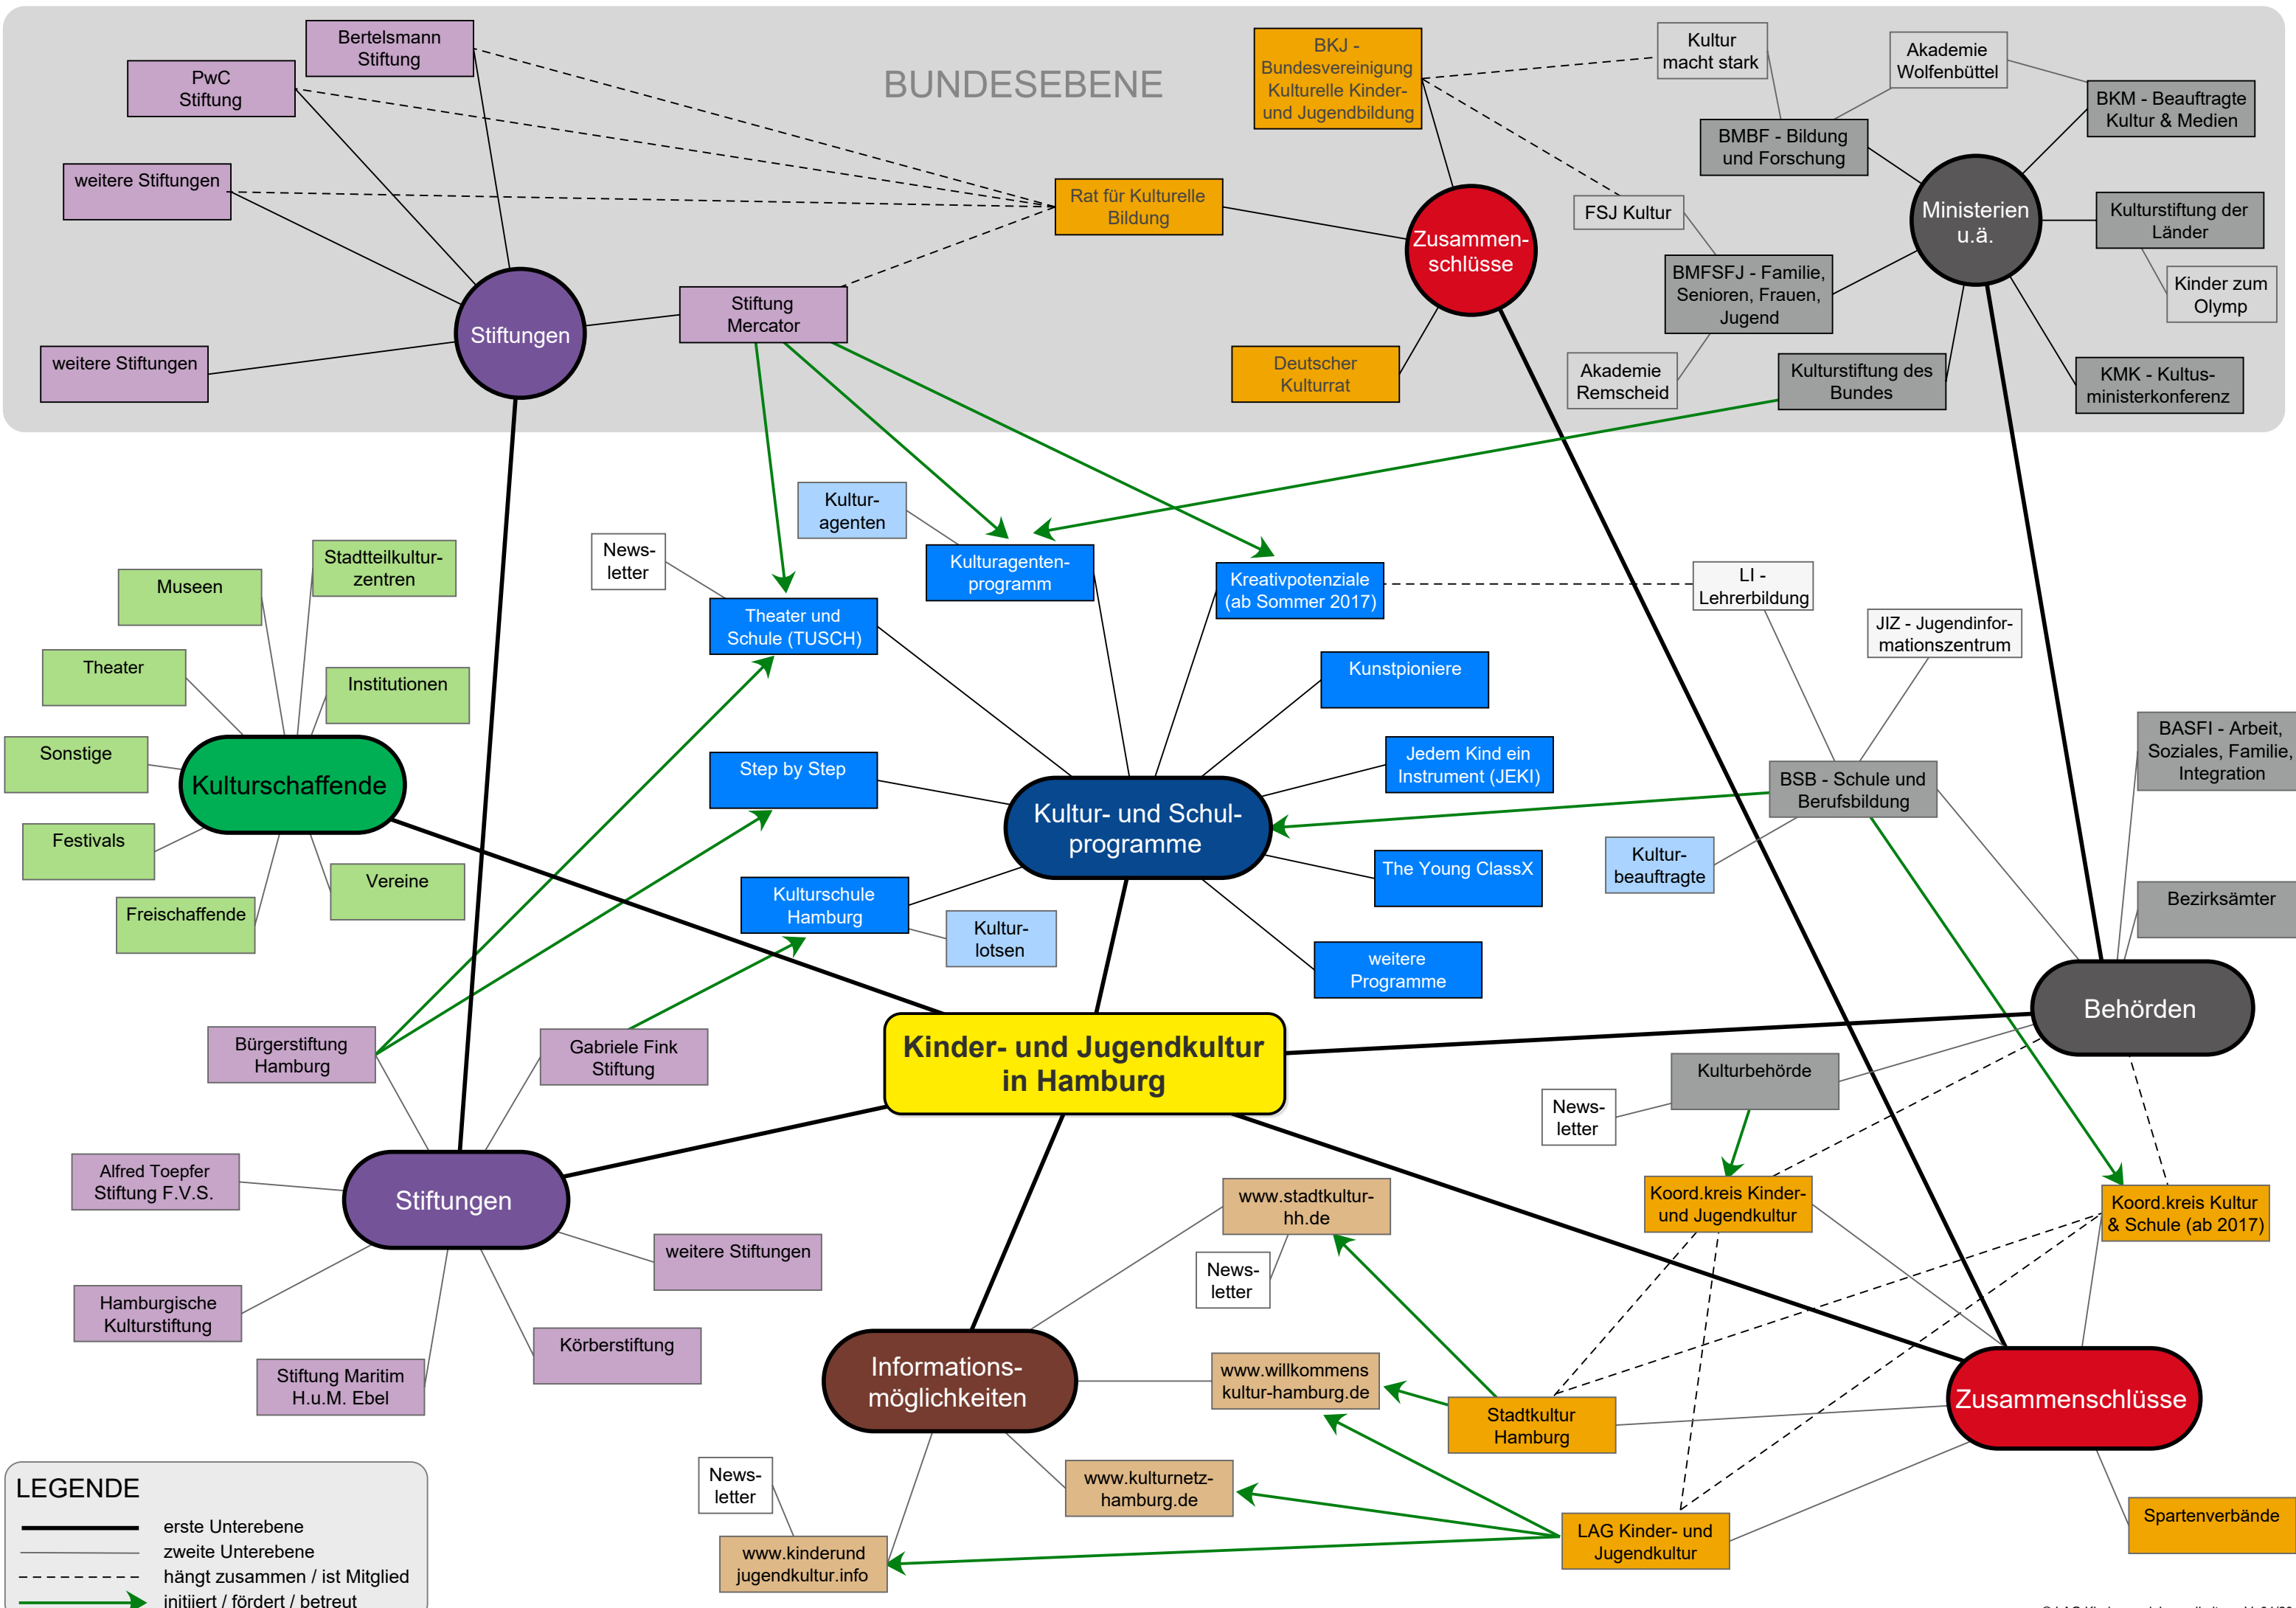 BUNDESEBENE
Bertelsmann
Stiftung
PwC
Stiftung
weitere Stiftungen
weitere Stiftungen
Stiftungen
Stiftung
Mercator
Rat für Kulturelle
Bildung
BKJ -
Bundesvereinigung
Kulturelle Kinder-
und Jugendbildung
Zusammen-
schlüsse
Deutscher
Kulturrat
Kultur
macht stark
Akademie
Wolfenbüttel
BMBF - Bildung
und Forschung
BKM - Beauftragte
Kultur & Medien
FSJ Kultur
Ministerien
u.ä.
Kulturstiftung der
Länder
Kinder zum
Olymp
BMFSFJ - Familie,
Senioren, Frauen,
Jugend
Akademie
Remscheid
Kulturstiftung des
Bundes
KMK - Kultus-
ministerkonferenz
Stadtteilkultur-
zentren
Museen
Theater
Institutionen
Sonstige
Kulturschaffende
Festivals
Vereine
Freischaffende
News-
letter
Kultur-
agenten
Kulturagenten-
programm
Theater und
Schule (TUSCH)
Kreativpotenziale
(ab Sommer 2017)
Kunstpioniere
Step by Step
Jedem Kind ein
Instrument (JEKI)
Kultur- und Schul-
programme
The Young ClassX
Kulturschule
Hamburg
Kultur-
lotsen
weitere
Programme
LI -
Lehrerbildung
JIZ - Jugendinfor-
mationszentrum
BSB - Schule und
Berufsbildung
Kultur-
beauftragte
BASFI - Arbeit,
Soziales, Familie,
Integration
Bezirksämter
Behörden
Kulturbehörde
News-
letter
Kinder- und Jugendkultur
in Hamburg
Bürgerstiftung
Hamburg
Gabriele Fink
Stiftung
Alfred Toepfer
Stiftung F.V.S.
Stiftungen
weitere Stiftungen
Hamburgische
Kulturstiftung
Körberstiftung
Stiftung Maritim
H.u.M. Ebel
www.stadtkultur-
hh.de
News-
letter
Informations-
möglichkeiten
www.willkommens
kultur-hamburg.de
www.kulturnetz-
hamburg.de
News-
letter
www.kinderund
jugendkultur.info
Koord.kreis Kinder-
und Jugendkultur
Koord.kreis Kultur
& Schule (ab 2017)
Stadtkultur
Hamburg
Zusammenschlüsse
LAG Kinder- und
Jugendkultur
Spartenverbände
LEGENDE
erste Unterebene
zweite Unterebene
hängt zusammen / ist Mitglied
initiiert / fördert / betreut